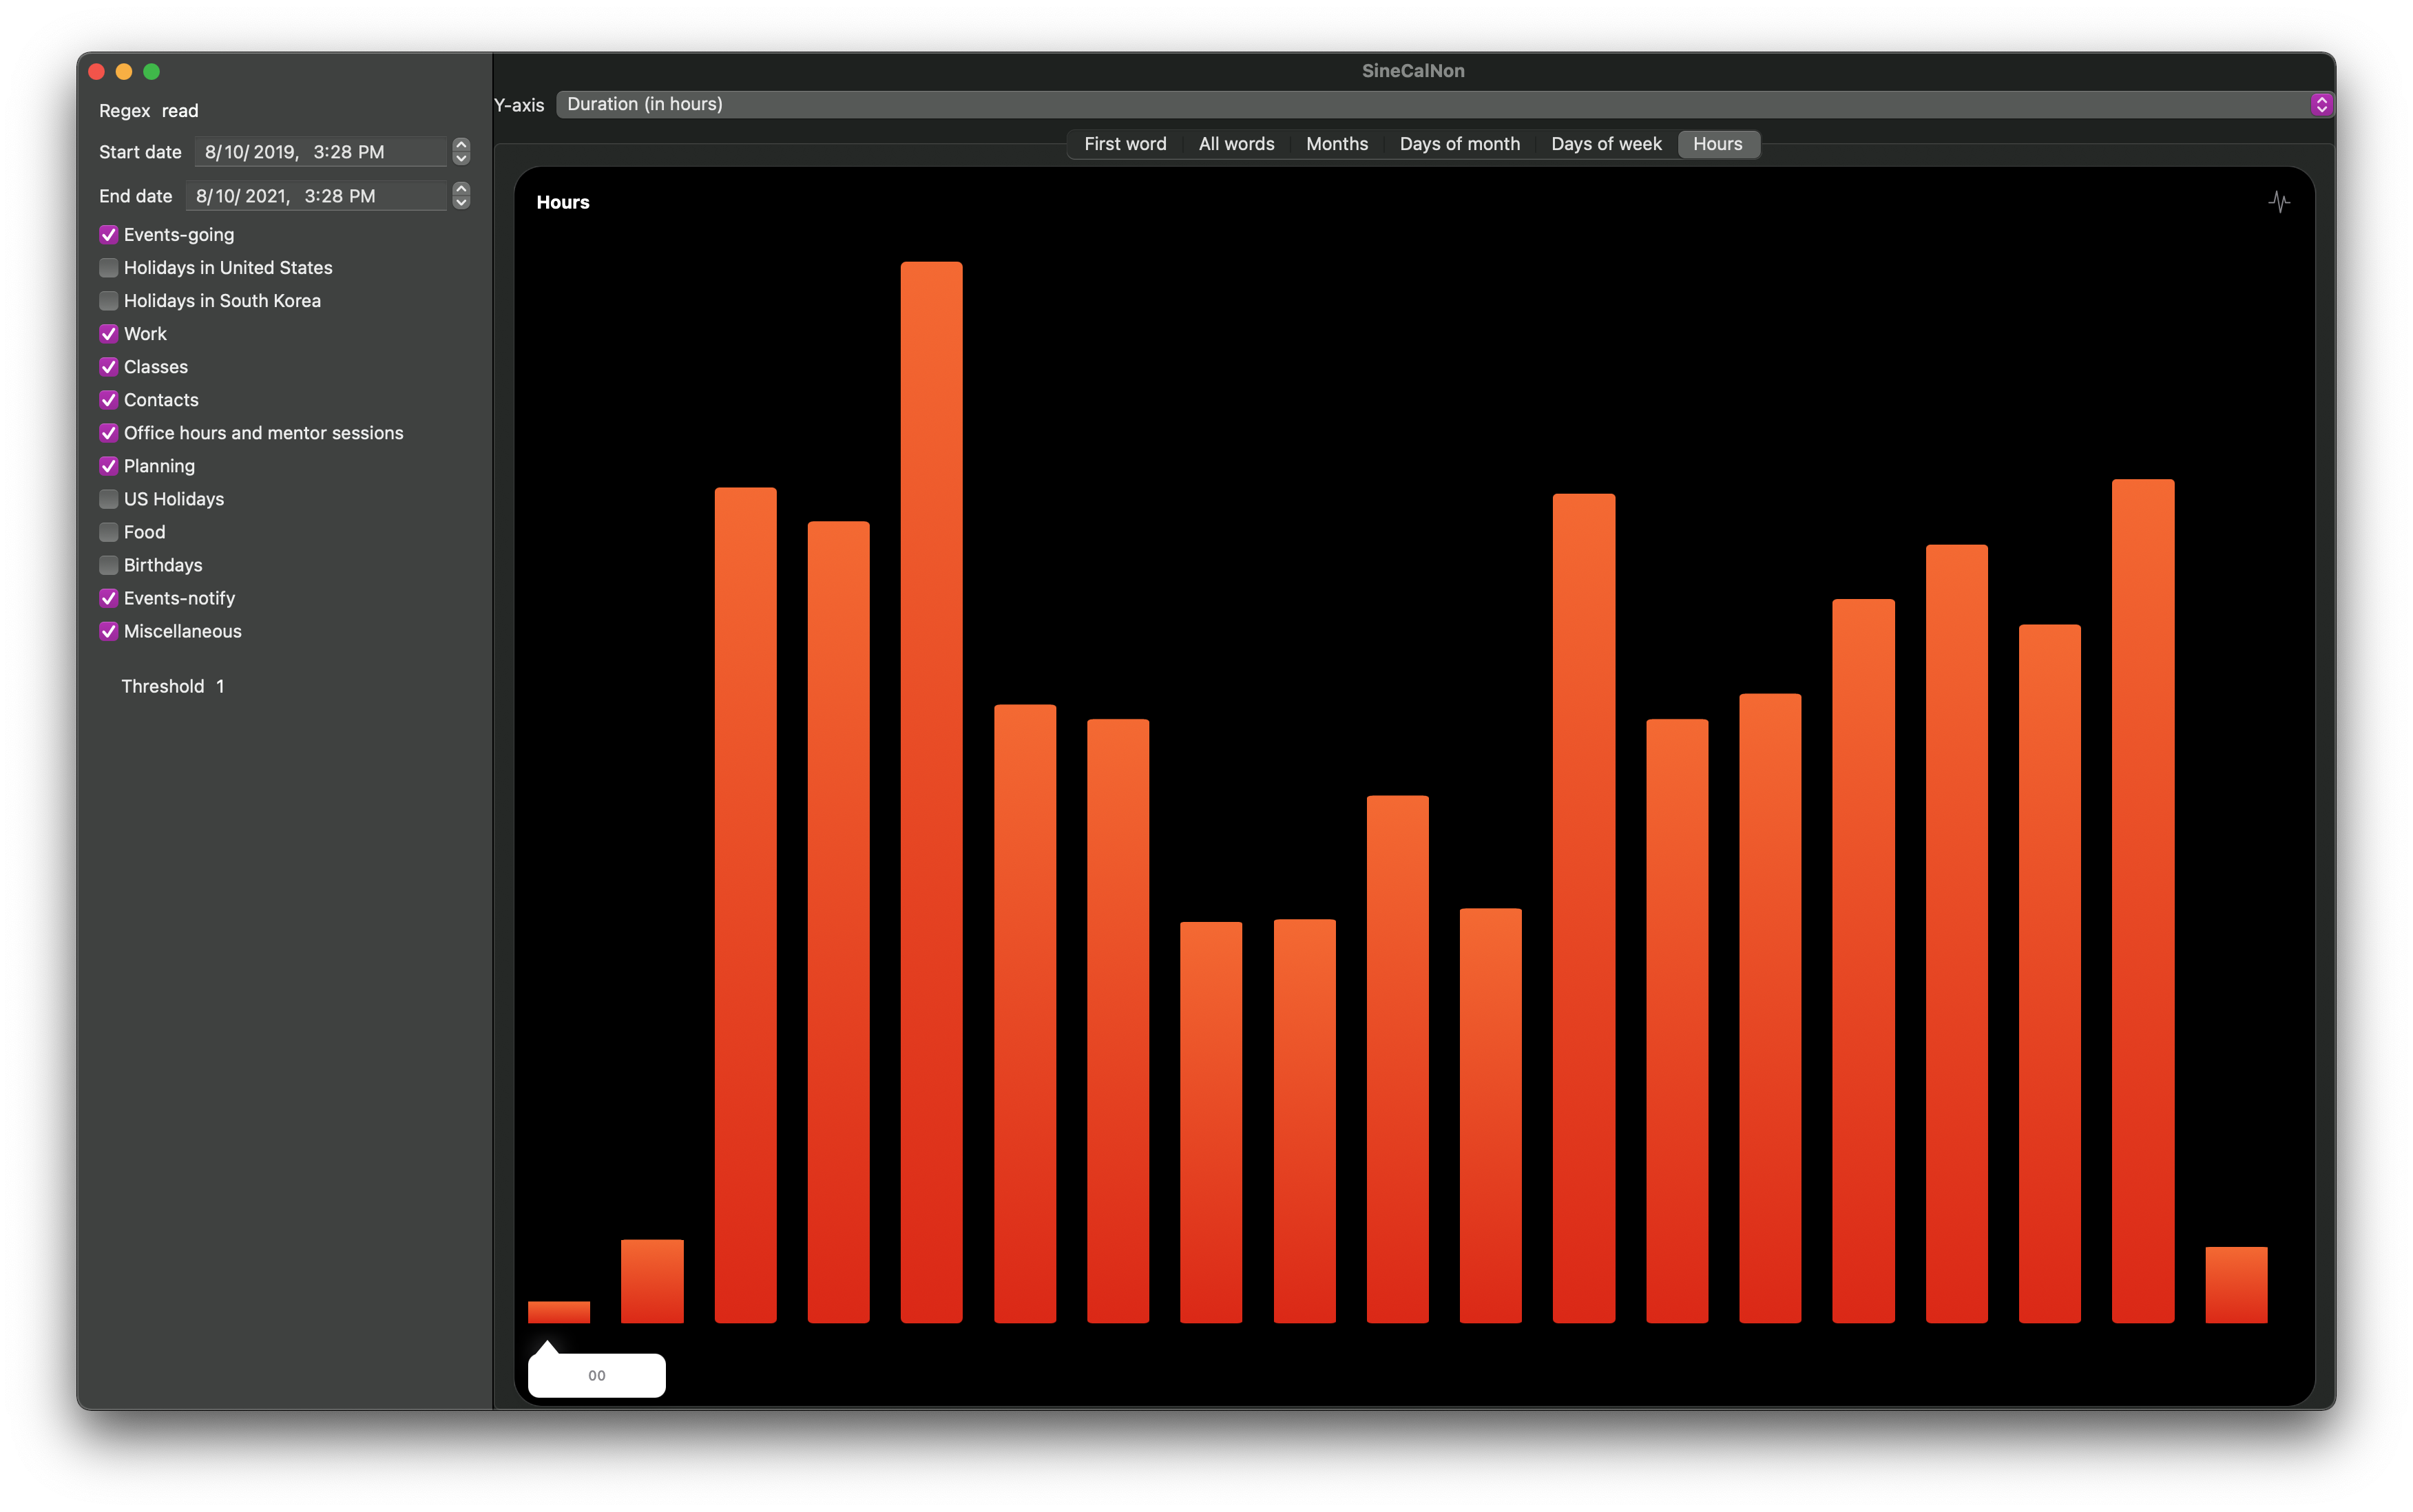 SineCalNon
Regex read
Start date 8/10/2019, 3:28 PM
End date 8/10/2021, 3:28 PM
Events-going
Holidays in United States
Holidays in South Korea
Work
Classes
Contacts
Office hours and mentor sessions
Planning
US Holidays
Food
Birthdays
Events-notify
Miscellaneous
Threshold 1
Y-axis Duration (in hours)
First word All words Months Days of month Days of week Hours
Hours
00